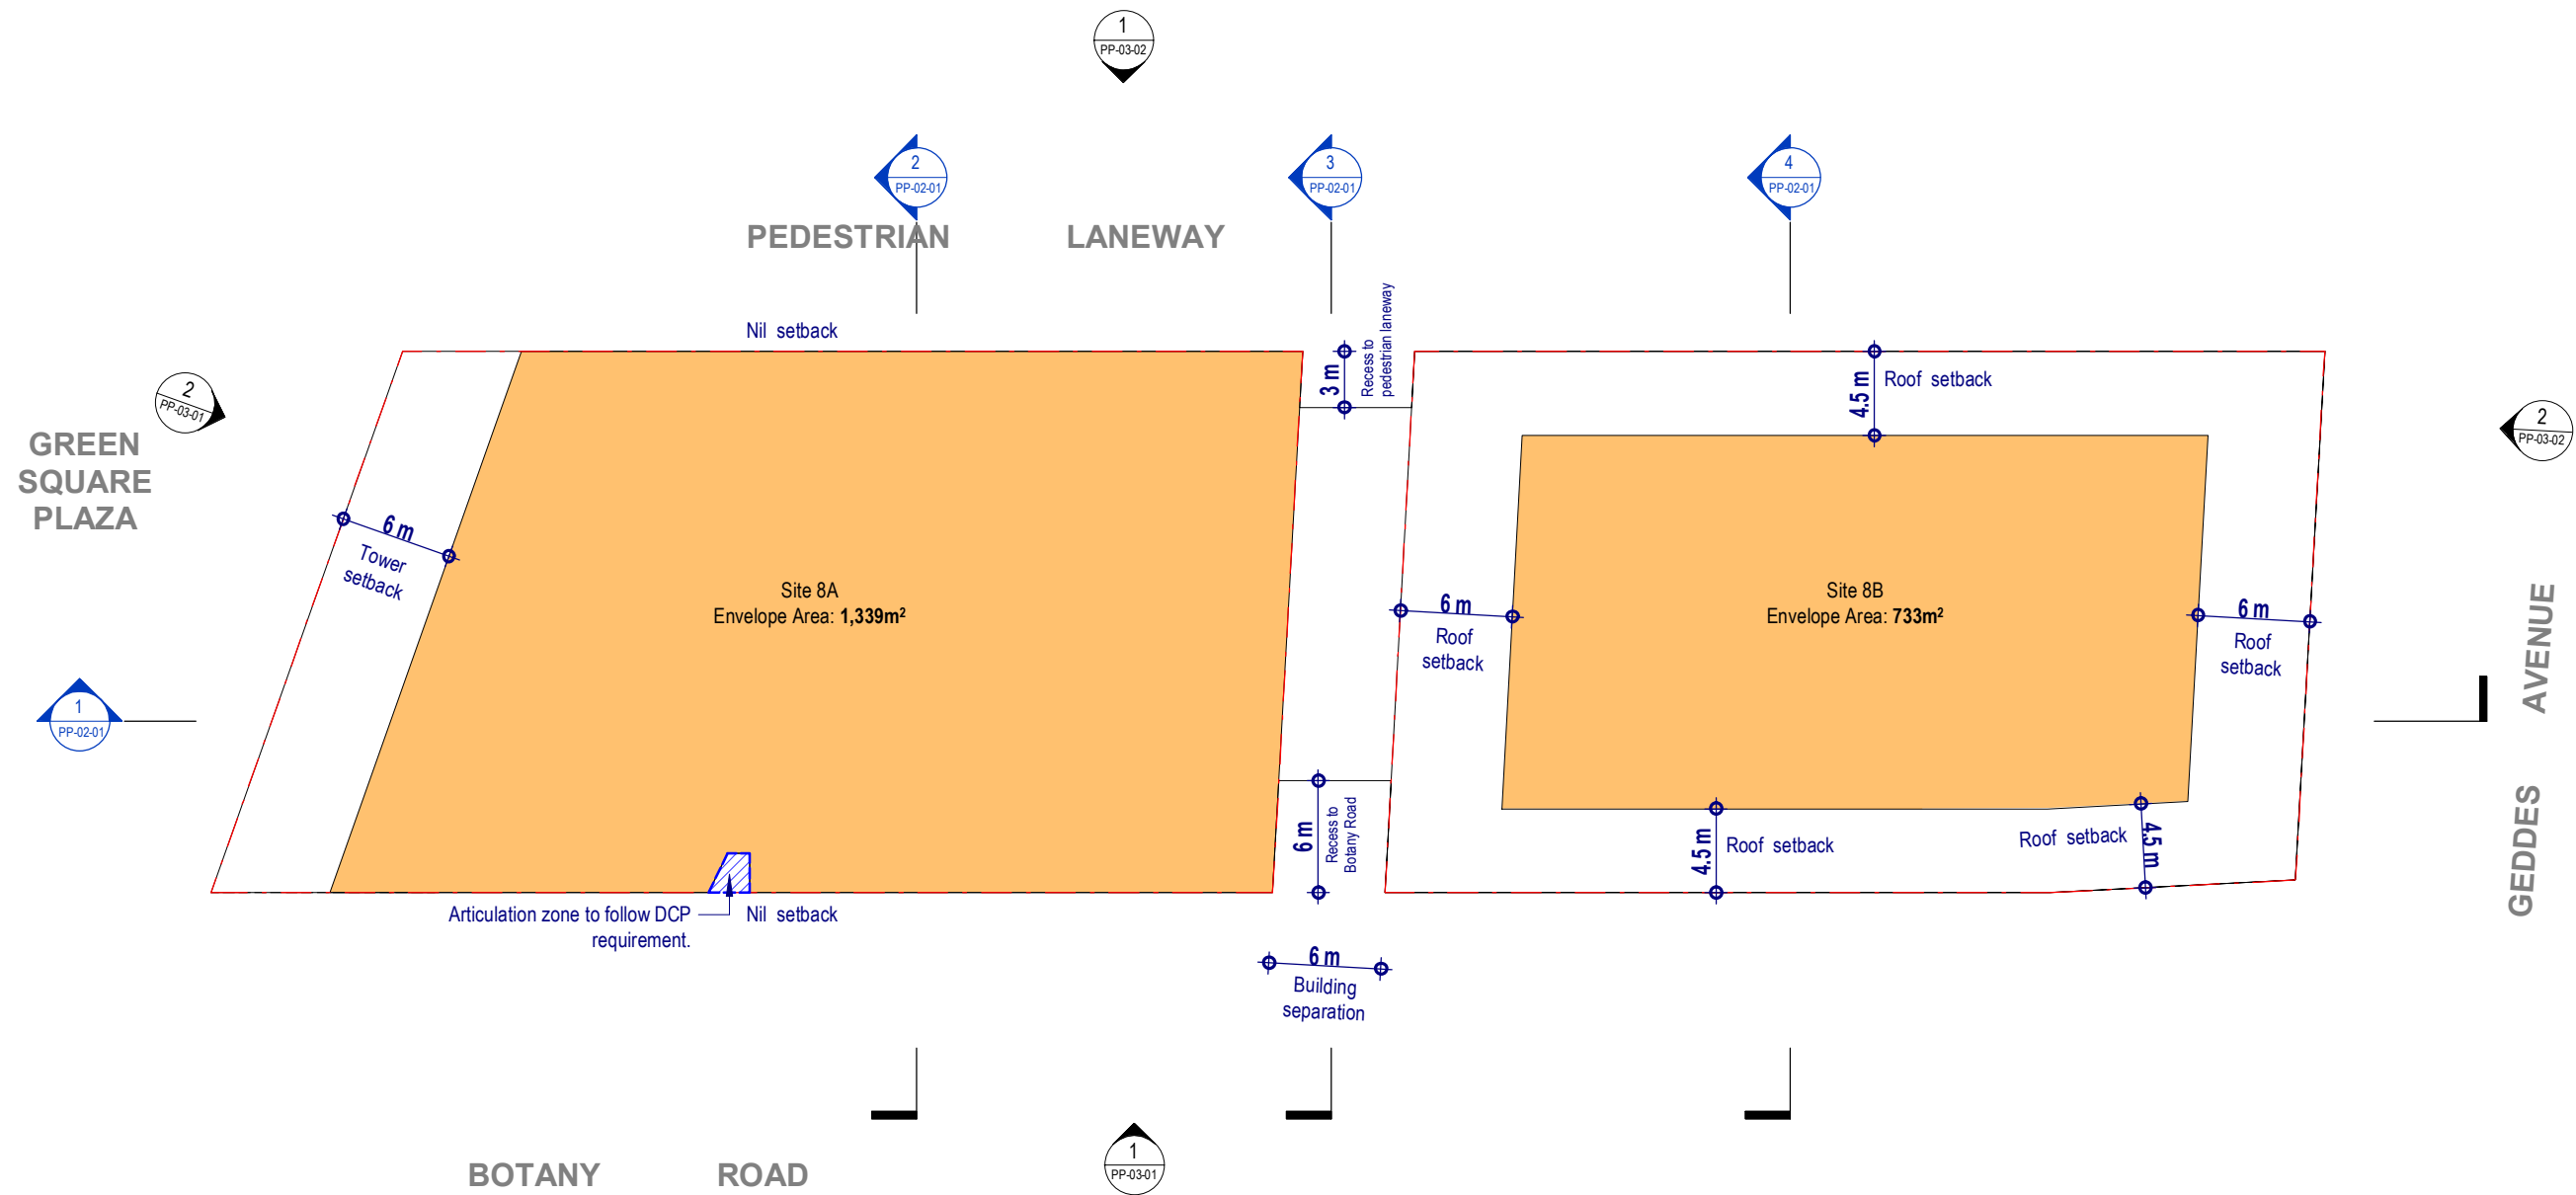 1
PP-03-02
2
PP-02-01
3
PP-02-01
4
PP-02-01
PEDESTRIAN LANEWAY
Nil setback
3 m
Recess to
pedestrian laneway
4.5 m
Roof setback
2
PP-03-01
2
PP-03-02
GREEN
SQUARE
PLAZA
6 m
Tower
setback
Site 8A
Envelope Area: 1,339m²
6 m
Roof
setback
Site 8B
Envelope Area: 733m²
6 m
Roof
setback
GEDDES AVENUE
1
PP-02-01
6 m
Recess to
Botany Road
4.5 m
Roof setback
Roof setback
4.5 m
Articulation zone to follow DCP
requirement.
Nil setback
6 m
Building
separation
BOTANY ROAD
1
PP-03-01